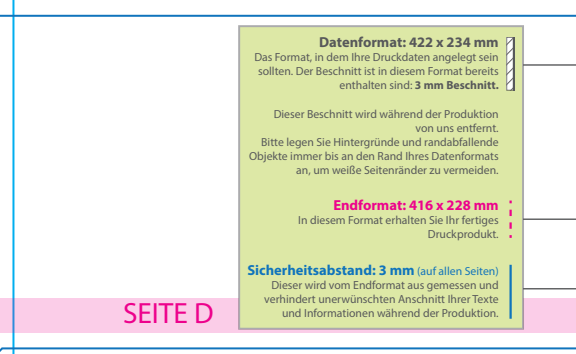 Datenformat: 422 x 234 mm
Das Format, in dem Ihre Druckdaten angelegt sein
sollten. Der Beschnitt ist in diesem Format bereits
enthalten sind: 3 mm Beschnitt.
Dieser Beschnitt wird während der Produktion
von uns entfernt.
Bitte legen Sie Hintergründe und randabfallende
Objekte immer bis an den Rand Ihres Datenformats
an, um weiße Seitenränder zu vermeiden.
Endformat: 416 x 228 mm
In diesem Format erhalten Sie Ihr fertiges
Druckprodukt.
Sicherheitsabstand: 3 mm (auf allen Seiten)
Dieser wird vom Endformat aus gemessen und
verhindert unerwünschten Anschnitt Ihrer Texte
und Informationen während der Produktion.
SEITE D